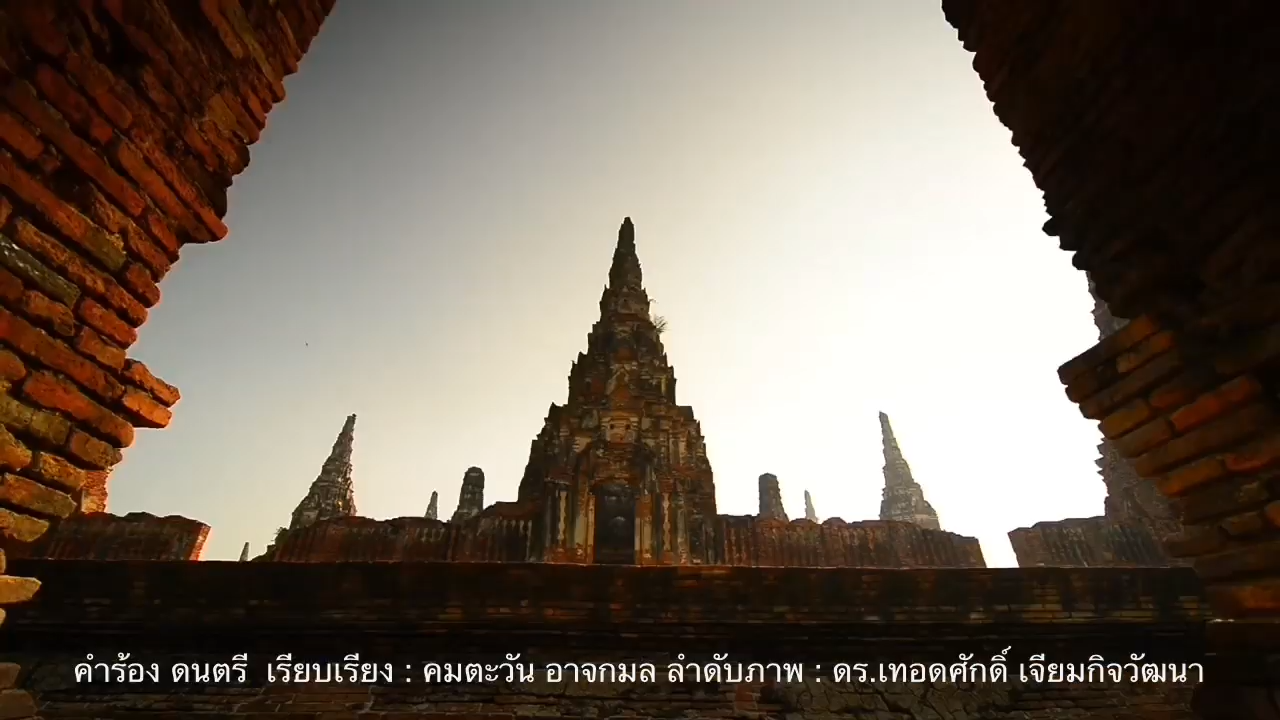 คำร้อง ดนตรี  เรียบเรียง : คมตะวัน อาจกมล ลำดับภาพ : ดร.เทอดศักดิ์ เจียมกิจวัฒนา